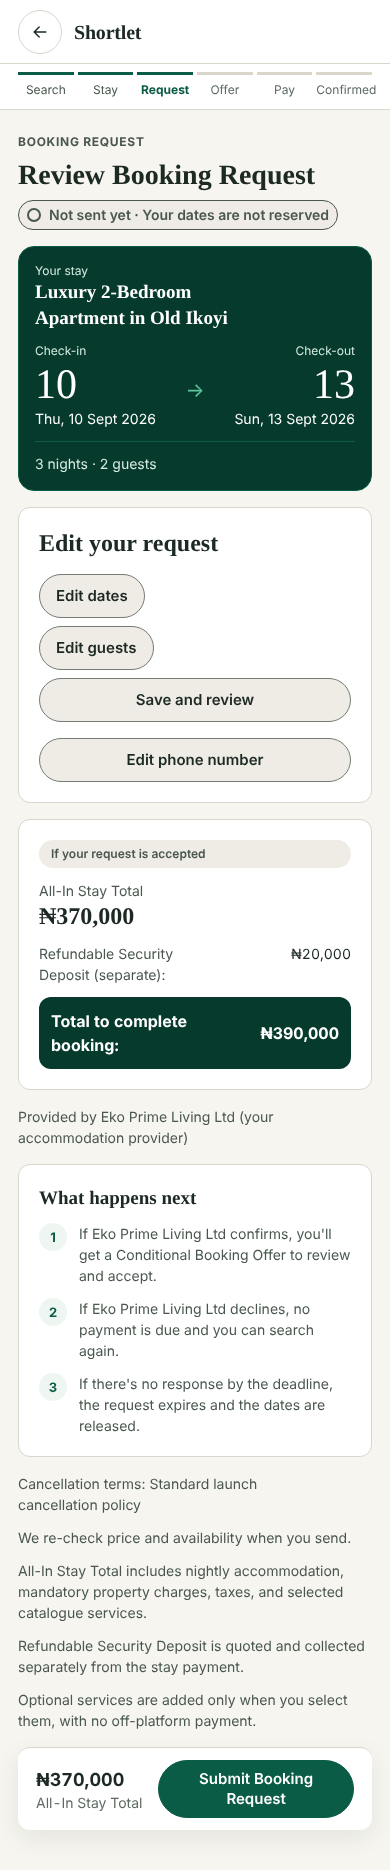 Shortlet
Search Stay Request Offer Pay Confirmed
BOOKING REQUEST
Review Booking Request
Not sent yet · Your dates are not reserved
Your stay
Luxury 2-Bedroom
Apartment in Old Ikoyi
Check-in Check-out
10 → 13
Thu, 10 Sept 2026 Sun, 13 Sept 2026
3 nights · 2 guests
Edit your request
Edit dates
Edit guests
Save and review
Edit phone number
If your request is accepted
All-In Stay Total
₦370,000
Refundable Security ₦20,000
Deposit (separate):
Total to complete ₦390,000
booking:
Provided by Eko Prime Living Ltd (your
accommodation provider)
What happens next
1 If Eko Prime Living Ltd confirms, you'll
get a Conditional Booking Offer to review
and accept.
2 If Eko Prime Living Ltd declines, no
payment is due and you can search
again.
3 If there's no response by the deadline,
the request expires and the dates are
released.
Cancellation terms: Standard launch
cancellation policy
We re-check price and availability when you send.
All-In Stay Total includes nightly accommodation,
mandatory property charges, taxes, and selected
catalogue services.
Refundable Security Deposit is quoted and collected
separately from the stay payment.
Optional services are added only when you select
them, with no off-platform payment.
₦370,000
All-In Stay Total
Submit Booking
Request